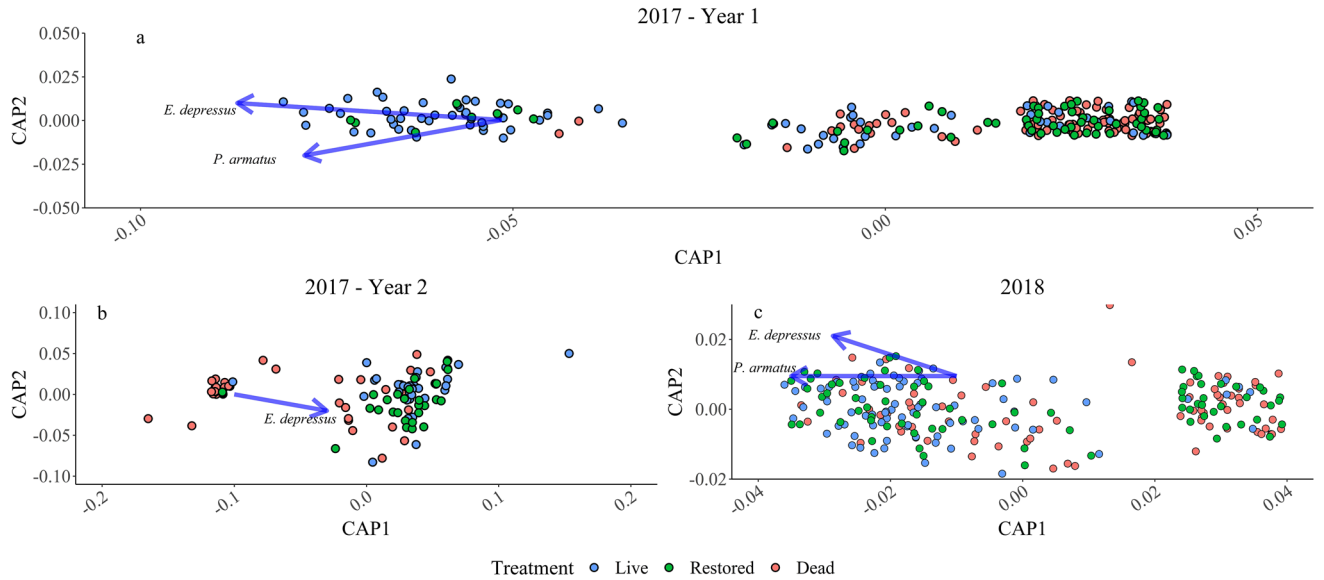 2017 - Year 1
a
0.050
0.025
0.000
-0.025
-0.050
CAP2
E. depressus
P. armatus
-0.10
-0.05
0.00
0.05
CAP1
2017 - Year 2
b
0.10
0.05
0.00
-0.05
-0.10
CAP2
E. depressus
-0.2
-0.1
0.0
0.1
0.2
CAP1
2018
c
0.02
0.00
-0.02
CAP2
E. depressus
P. armatus
-0.04
-0.02
0.00
0.02
0.04
CAP1
Treatment Live Restored Dead